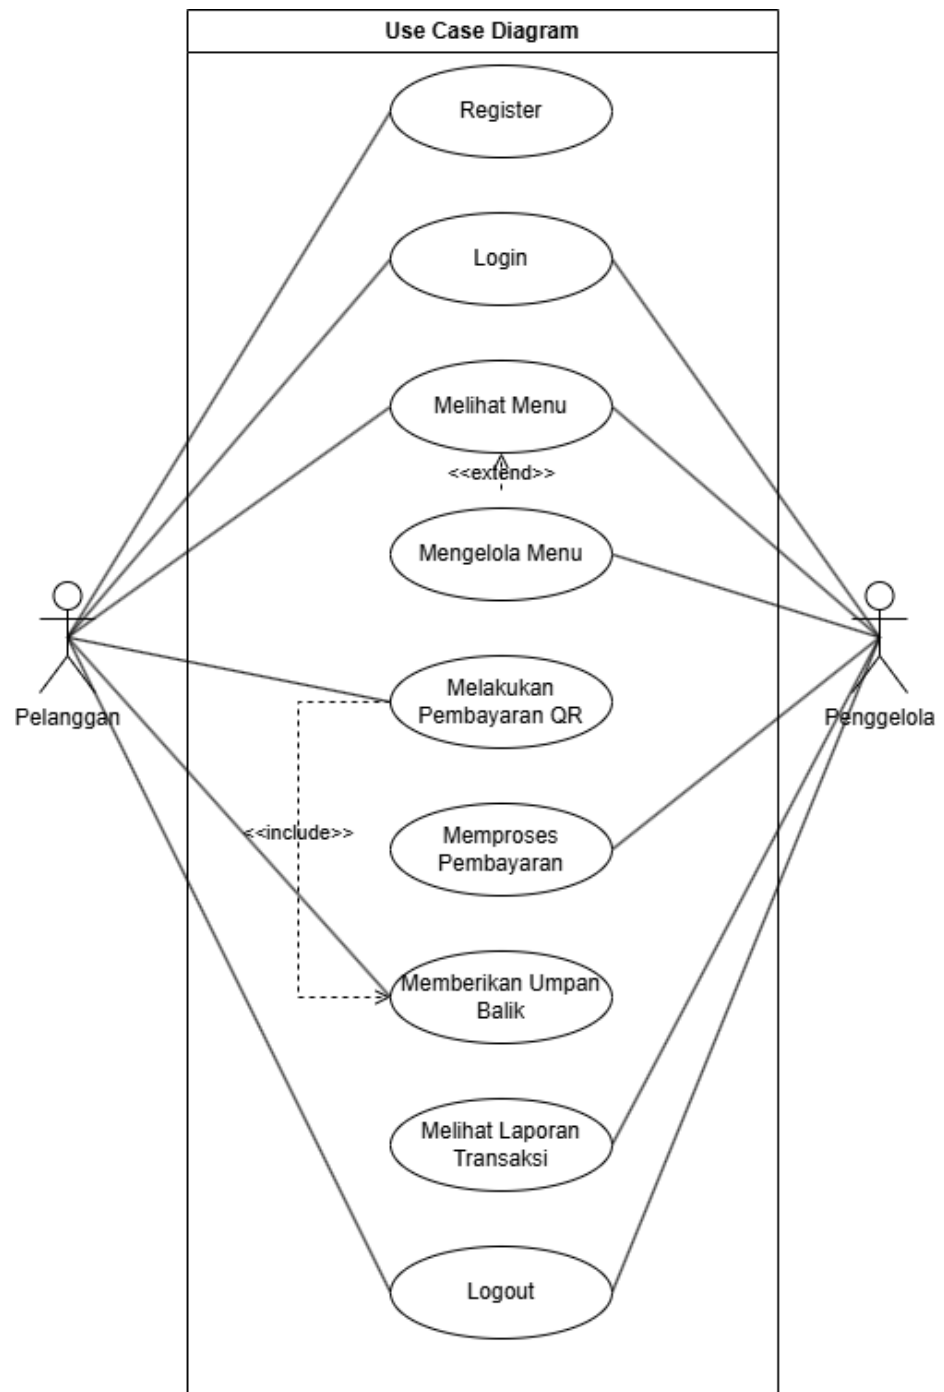 Use Case Diagram
Register
Login
Melihat Menu
<<extend>>
Mengelola Menu
Pelanggan
Melakukan
Pembayaran QR
Penggelola
<<include>>
Memproses
Pembayaran
Memberikan Umpan
Balik
Melihat Laporan
Transaksi
Logout